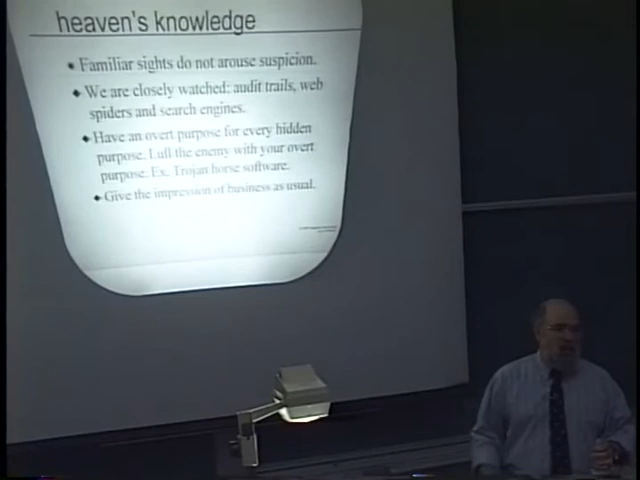 heaven's knowledge
Familiar sights do not arouse suspicion.
We are closely watched: audit trails, web
spiders and search engines.
Have an overt purpose for every hidden
purpose. Lull the enemy with your overt
purpose. Ex. Trojan horse software.
Give the impression of business as usual.